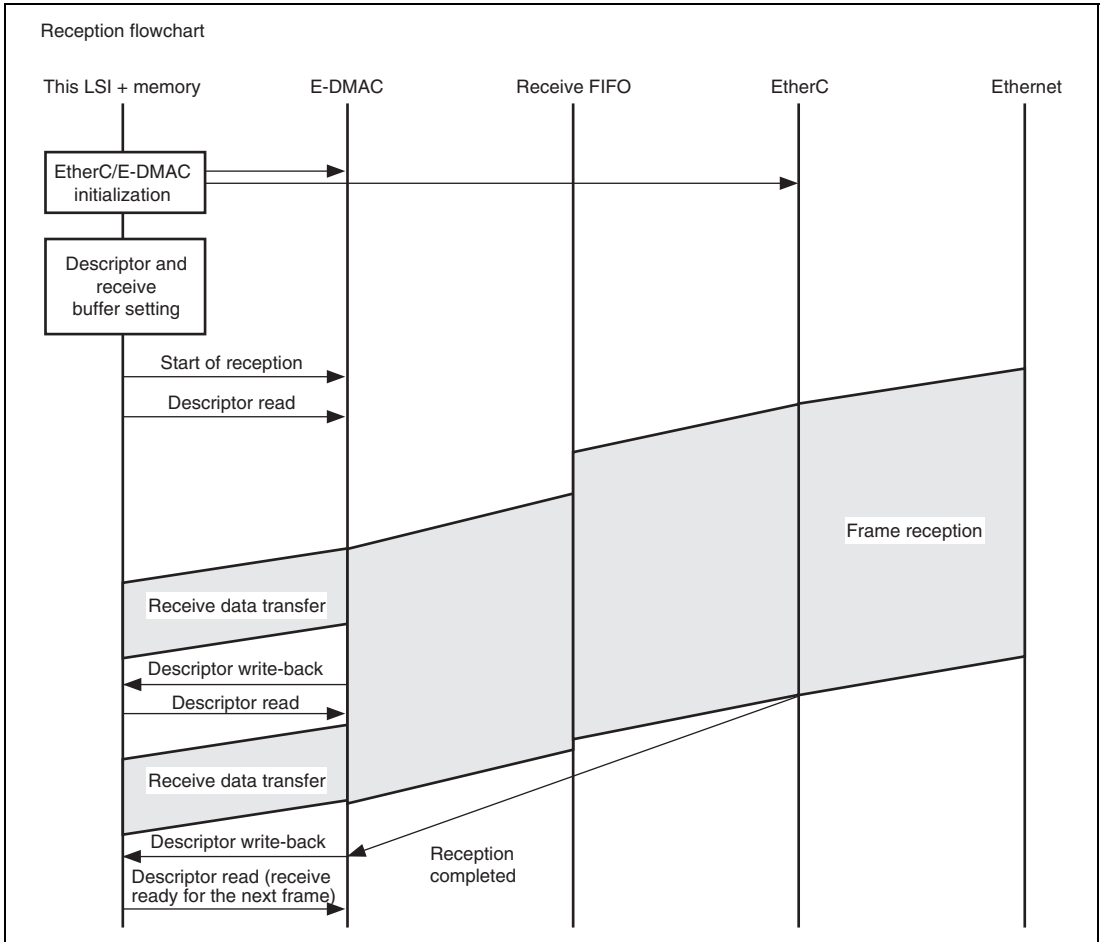 Reception flowchart
This LSI + memory
E-DMAC
Receive FIFO
EtherC
Ethernet
EtherC/E-DMAC
initialization
Descriptor and
receive
buffer setting
Start of reception
Descriptor read
Frame reception
Receive data transfer
Descriptor write-back
Descriptor read
Receive data transfer
Descriptor write-back
Reception
completed
Descriptor read (receive
ready for the next frame)